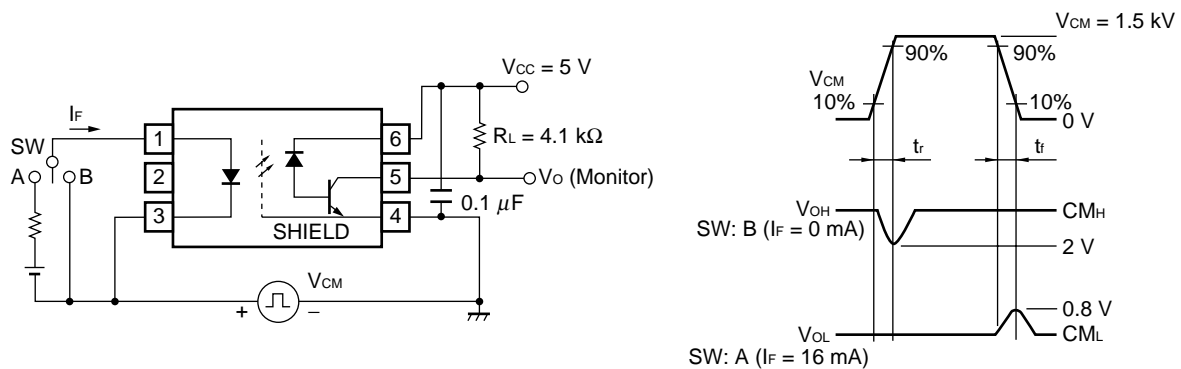 VCC = 5 V
IF
SW
A
B
1
2
3
6
5
4
SHIELD
RL = 4.1 kΩ
VO (Monitor)
0.1 μF
VCM
+
−
VCM = 1.5 kV
90%
90%
VCM
10%
10%
0 V
tr
tf
VOH
CMH
SW: B (IF = 0 mA)
2 V
0.8 V
VOL
CML
SW: A (IF = 16 mA)